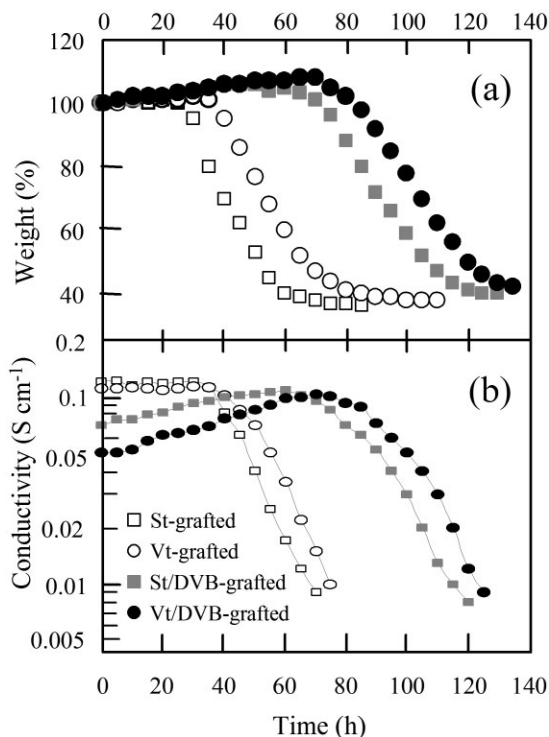 0 20 40 60 80 100 120 140
120
(a)
100
80
Weight (%)
60
40
0.2
(b)
0.1
0.05
Conductivity (S cm-1)
St-grafted
0.02
Vt-grafted
St/DVB-grafted
0.01
Vt/DVB-grafted
0.005
0 20 40 60 80 100 120 140
Time (h)